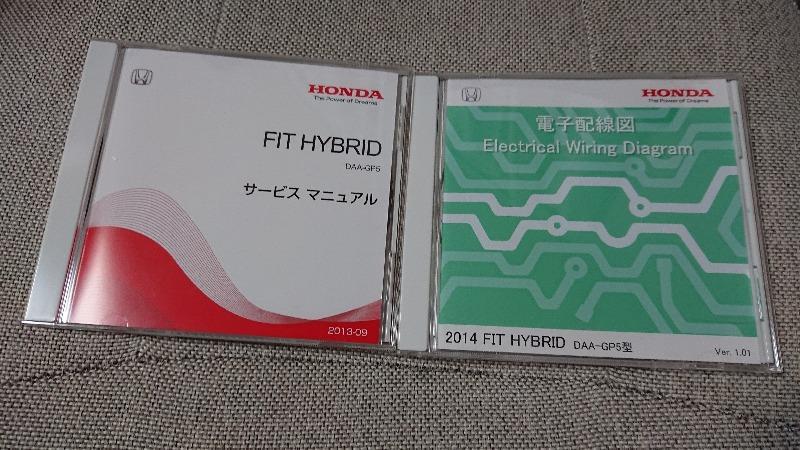 HONDA
The Power of Dreams
FIT HYBRID
DAA-GP5
サービス マニュアル
2013-09
HONDA
The Power of Dreams
電子配線図
Electrical Wiring Diagram
2014 FIT HYBRID DAA-GP5型
Ver. 1.01